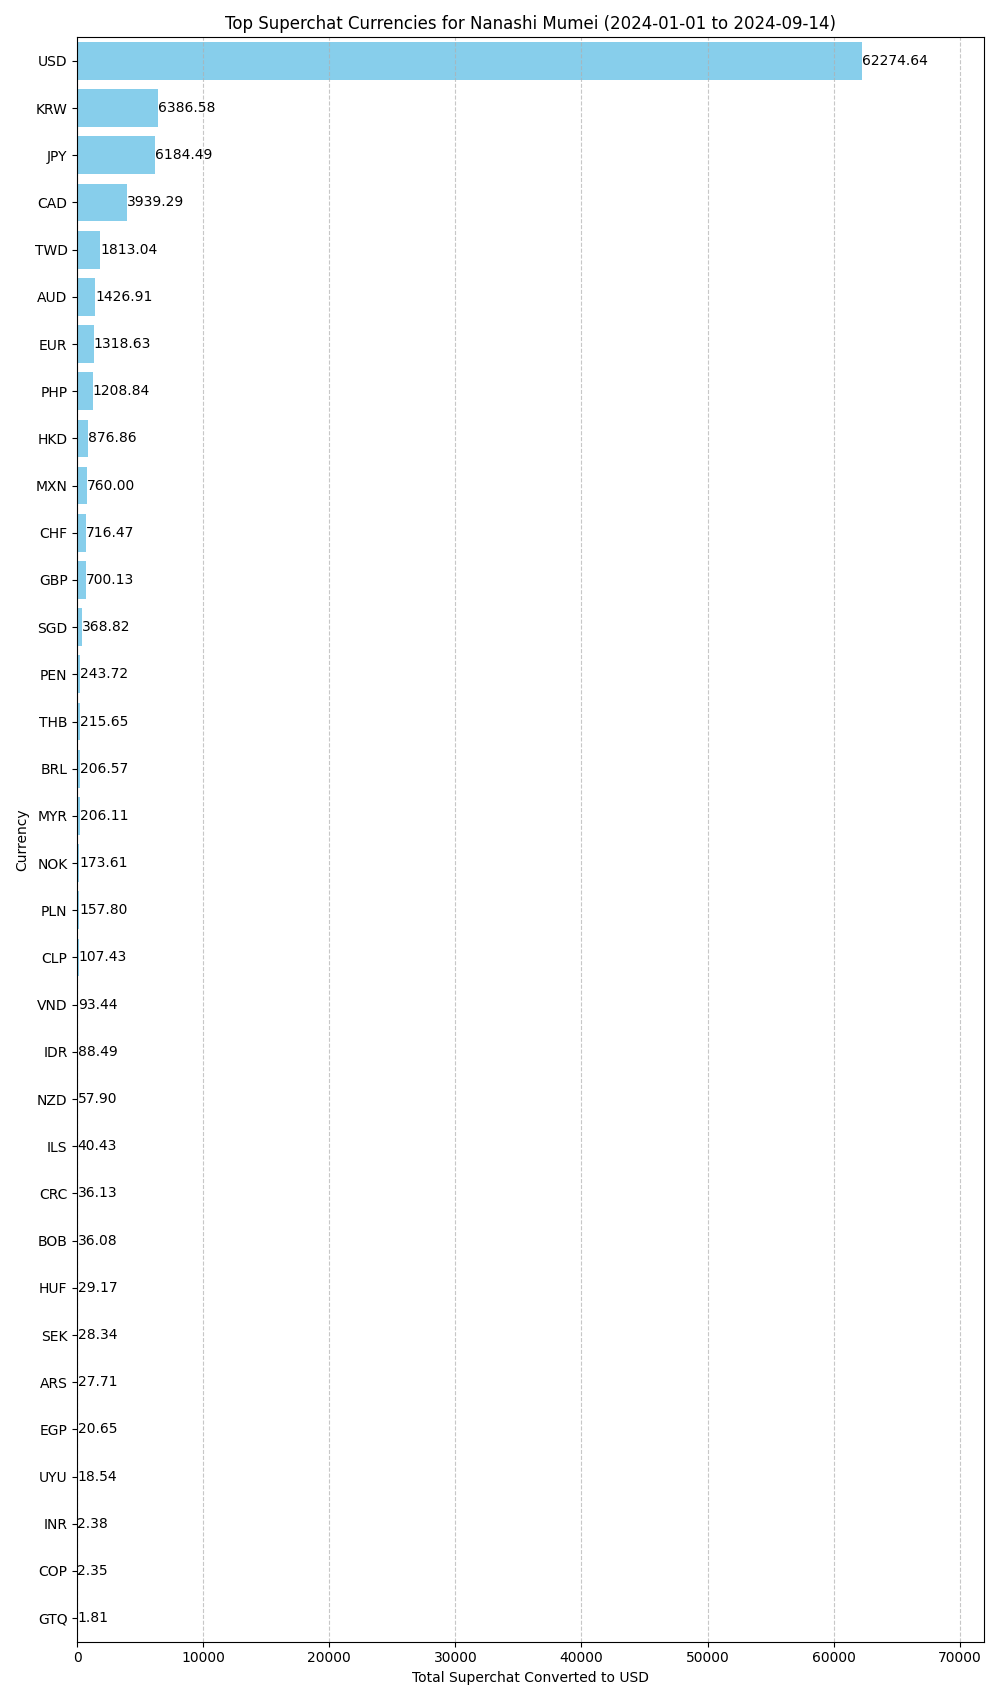 Top Superchat Currencies for Nanashi Mumei (2024-01-01 to 2024-09-14)
USD 62274.64
KRW 6386.58
JPY 6184.49
CAD 3939.29
TWD 1813.04
AUD 1426.91
EUR 1318.63
PHP 1208.84
HKD 876.86
MXN 760.00
CHF 716.47
GBP 700.13
SGD 368.82
PEN 243.72
THB 215.65
BRL 206.57
MYR 206.11
NOK 173.61
PLN 157.80
CLP 107.43
VND 93.44
IDR 88.49
NZD 57.90
ILS 40.43
CRC 36.13
BOB 36.08
HUF 29.17
SEK 28.34
ARS 27.71
EGP 20.65
UYU 18.54
INR 2.38
COP 2.35
GTQ 1.81
Currency
0 10000 20000 30000 40000 50000 60000 70000
Total Superchat Converted to USD